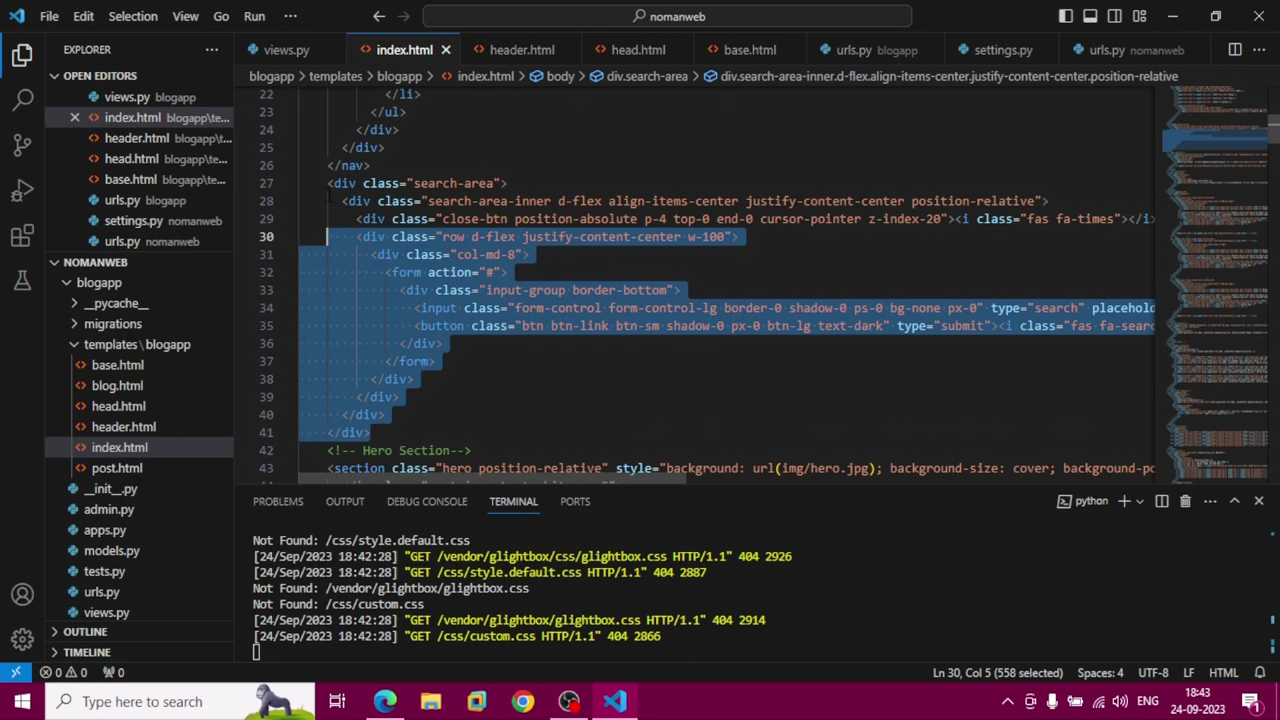 File Edit Selection View Go Run ··· nomanweb
EXPLORER ···
views.py
index.html
header.html
head.html
base.html
urls.py blogapp
settings.py
urls.py nomanweb
OPEN EDITORS
blogapp > templates > blogapp > index.html > body > div.search-area > div.search-area-inner.d-flex.align-items-center.justify-content-center.position-relative
views.py blogapp
index.html blogapp\te...
header.html blogapp\te...
head.html blogapp\te...
base.html blogapp\te...
urls.py blogapp
settings.py nomanweb
urls.py nomanweb
NOMANWEB
blogapp
__pycache__
migrations
templates \ blogapp
base.html
blog.html
head.html
header.html
index.html
post.html
__init__.py
admin.py
apps.py
models.py
tests.py
urls.py
views.py
OUTLINE
TIMELINE
22 </li>
23 </ul>
24 </div>
25 </div>
26 </nav>
27 <div class="search-area">
28 <div class="search-area-inner d-flex align-items-center justify-content-center position-relative">
29 <div class="close-btn position-absolute p-4 top-0 end-0 cursor-pointer z-index-20"><i class="fas fa-times"></i>
30 <div class="row d-flex justify-content-center w-100">
31 <div class="col-md-8">
32 <form action="#">
33 <div class="input-group border-bottom">
34 <input class="form-control form-control-lg border-0 shadow-0 ps-0 bg-none px-0" type="search" placehold
35 <button class="btn btn-link btn-sm shadow-0 px-0 btn-lg text-dark" type="submit"><i class="fas fa-searc
36 </div>
37 </form>
38 </div>
39 </div>
40 </div>
41 </div>
42 <!-- Hero Section-->
43 <section class="hero position-relative" style="background: url(img/hero.jpg); background-size: cover; background-po
PROBLEMS OUTPUT DEBUG CONSOLE TERMINAL PORTS python
Not Found: /css/style.default.css
[24/Sep/2023 18:42:28] "GET /vendor/glightbox/css/glightbox.css HTTP/1.1" 404 2926
[24/Sep/2023 18:42:28] "GET /css/style.default.css HTTP/1.1" 404 2887
Not Found: /vendor/glightbox/glightbox.css
Not Found: /css/custom.css
[24/Sep/2023 18:42:28] "GET /vendor/glightbox/glightbox.css HTTP/1.1" 404 2914
[24/Sep/2023 18:42:28] "GET /css/custom.css HTTP/1.1" 404 2866
0 0 0 Ln 30, Col 5 (558 selected) Spaces: 4 UTF-8 LF HTML
Type here to search ENG 18:43
24-09-2023 1